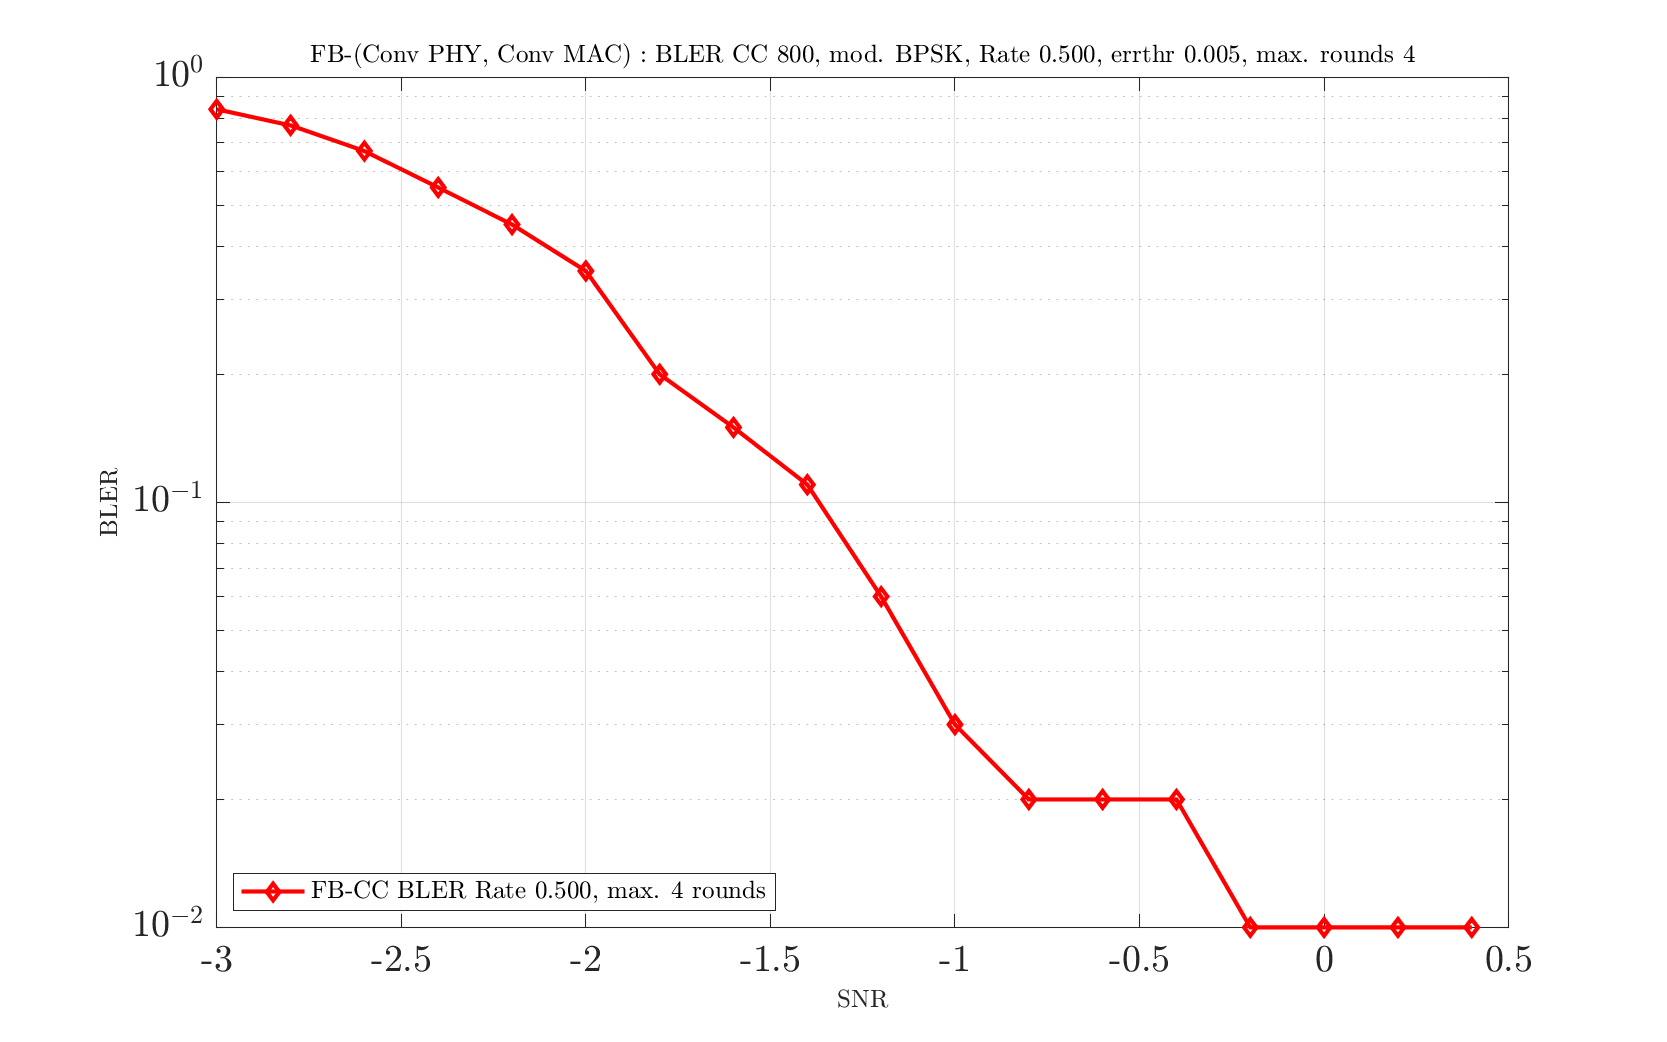 FB-(Conv PHY, Conv MAC) : BLER CC 800, mod. BPSK, Rate 0.500, errthr 0.005, max. rounds 4
10⁰
10⁻¹
10⁻²
BLER
FB-CC BLER Rate 0.500, max. 4 rounds
-3 -2.5 -2 -1.5 -1 -0.5 0 0.5
SNR